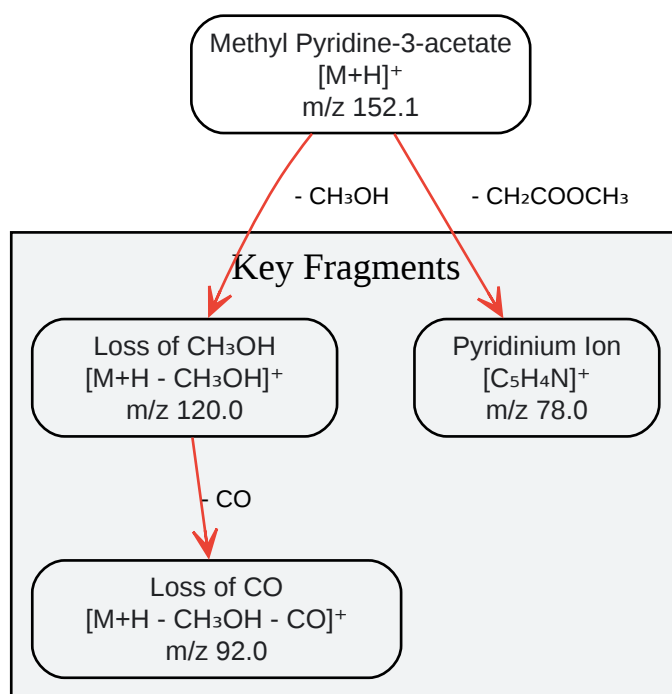 Methyl Pyridine-3-acetate
[M+H]⁺
m/z 152.1
- CH₃OH
- CH₂COOCH₃
Key Fragments
Loss of CH₃OH
[M+H - CH₃OH]⁺
m/z 120.0
Pyridinium Ion
[C₅H₄N]⁺
m/z 78.0
- CO
Loss of CO
[M+H - CH₃OH - CO]⁺
m/z 92.0